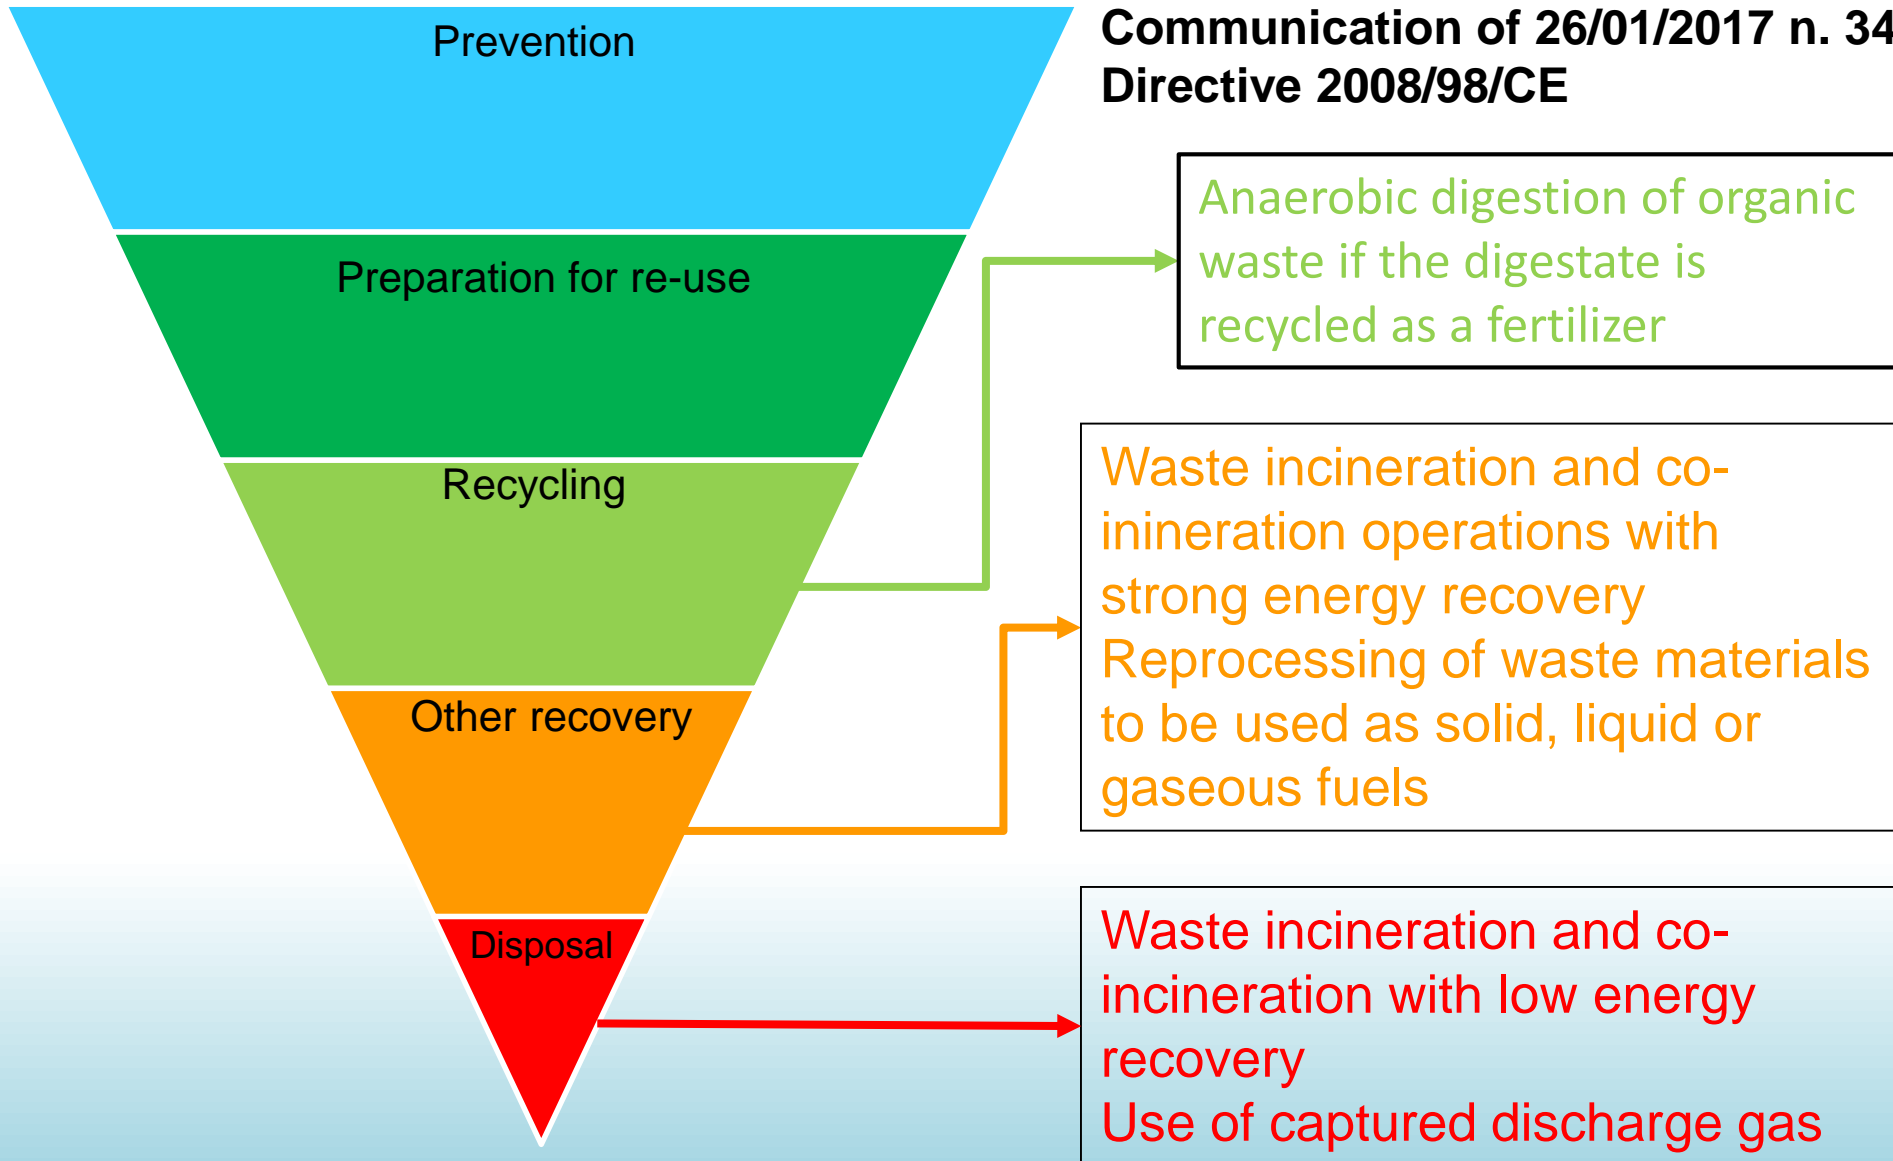 Prevention
Communication of 26/01/2017 n. 34
Directive 2008/98/CE
Anaerobic digestion of organic
waste if the digestate is
recycled as a fertilizer
Preparation for re-use
Recycling
Waste incineration and co-
inineration operations with
strong energy recovery
Reprocessing of waste materials
to be used as solid, liquid or
gaseous fuels
Other recovery
Disposal
Waste incineration and co-
incineration with low energy
recovery
Use of captured discharge gas